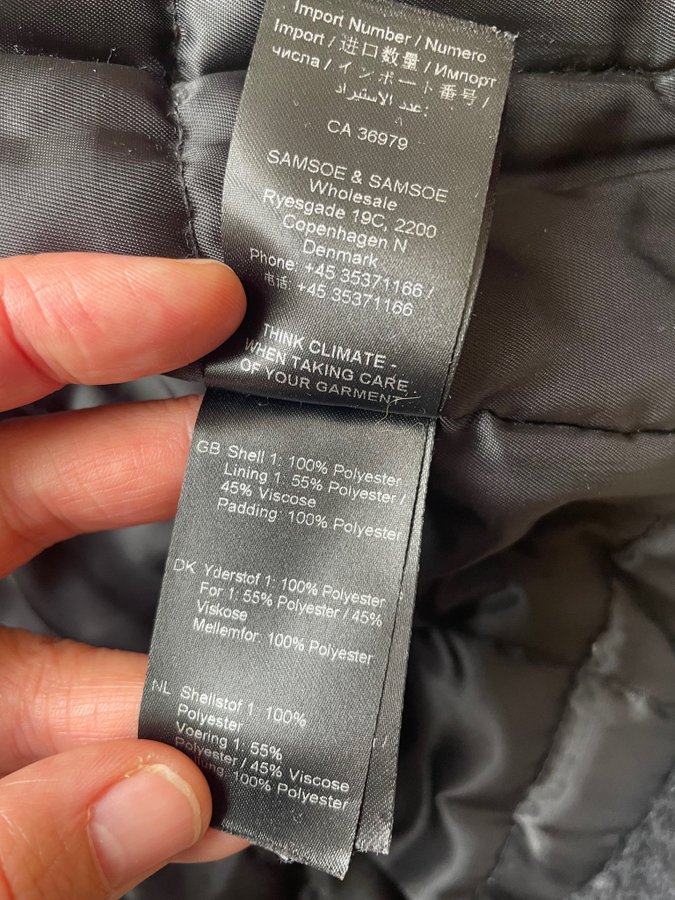 Import Number / Numero
Import / 进口数量 / Импорт
числа / インポート番号 /
عدد الاستيراد:
CA 36979
SAMSOE & SAMSOE
Wholesale
Ryesgade 19C, 2200
Copenhagen N
Denmark
Phone: +45 35371166 /
电话: +45 35371166
THINK CLIMATE -
WHEN TAKING CARE
OF YOUR GARMENT
GB Shell 1: 100% Polyester
Lining 1: 55% Polyester /
45% Viscose
Padding: 100% Polyester
DK Yderstof 1: 100% Polyester
For 1: 55% Polyester / 45%
Viskose
Mellemfor: 100% Polyester
NL Shellstof 1: 100%
Polyester
Voering 1: 55%
Polyester / 45% Viscose
100% Polyester